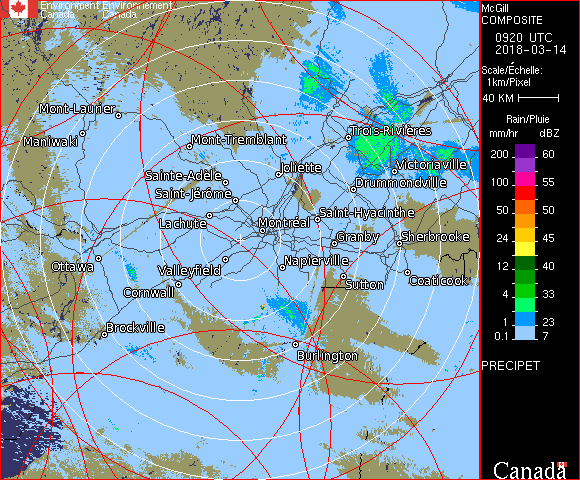 Environment Environnement
Canada Canada
McGill
COMPOSITE
0920 UTC
2018-03-14
Scale/Échelle:
1km/Pixel
40 KM
Rain/Pluie
mm/hr dBZ
200 60
100 55
50 50
24 45
12 40
4 33
1 23
0.1 7
PRECIPET
Canada
Mont-Laurier
Maniwaki
Mont-Tremblant
Trois-Rivières
Sainte-Adèle
Joliette
Victoriaville
Saint-Jérôme
Drummondville
Lachute
Montréal
Saint-Hyacinthe
Granby
Sherbrooke
Ottawa
Valleyfield
Napierville
Cornwall
Sutton
Coaticook
Brockville
Burlington